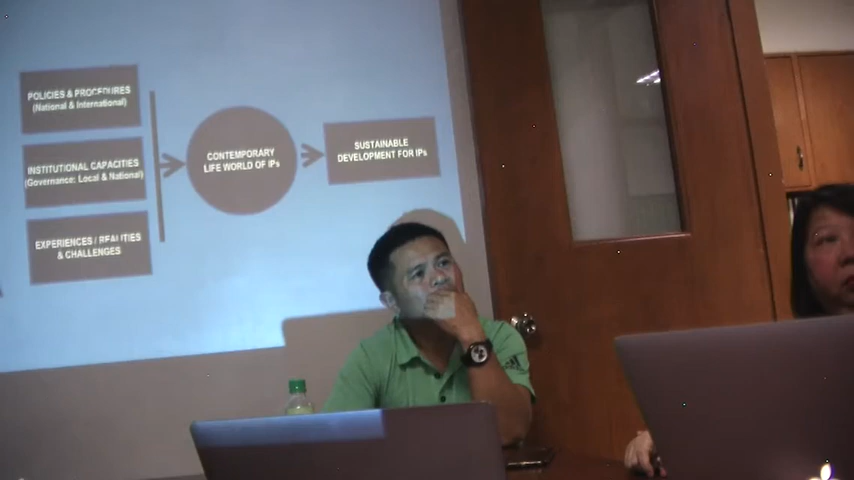 POLICIES & PROCEDURES
(National & International)
INSTITUTIONAL CAPACITIES
(Governance: Local & National)
EXPERIENCES / REALITIES
& CHALLENGES
CONTEMPORARY
LIFE WORLD OF IPs
SUSTAINABLE
DEVELOPMENT FOR IPs